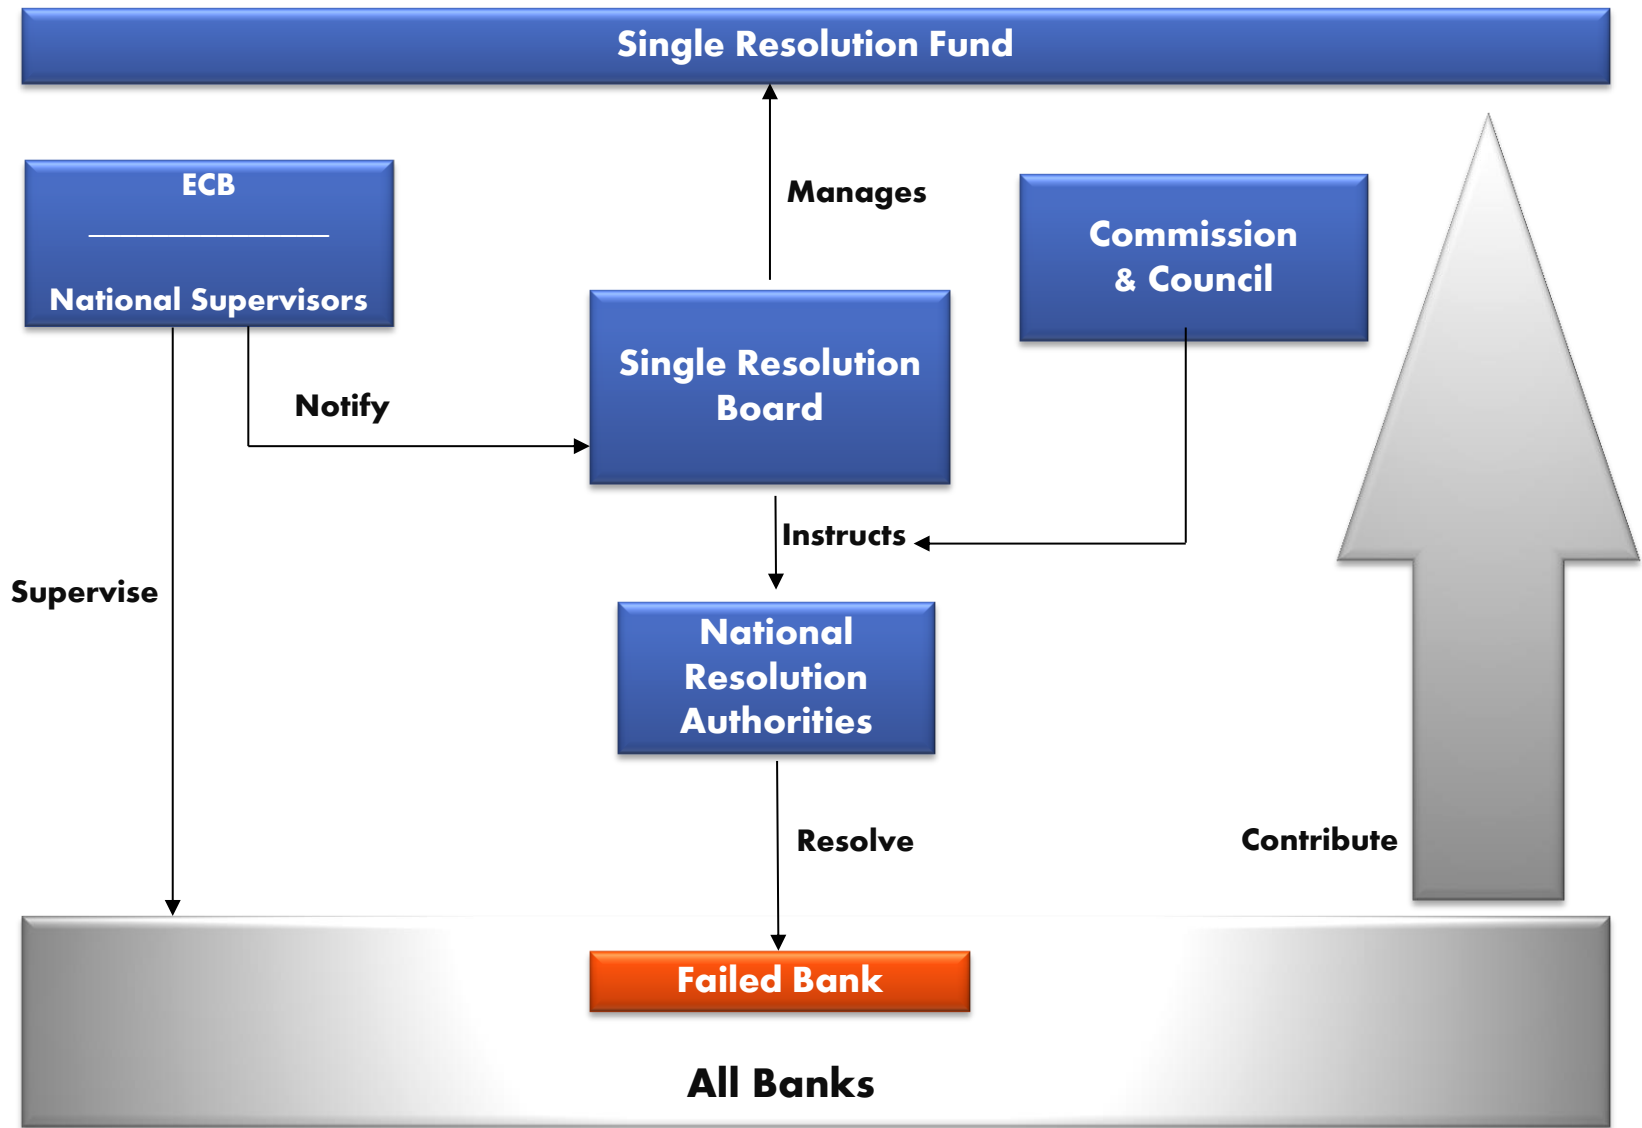 Single Resolution Fund
ECB
National Supervisors
Manages
Commission
& Council
Single Resolution
Board
Notify
Instructs
Supervise
National
Resolution
Authorities
Resolve
Contribute
Failed Bank
All Banks